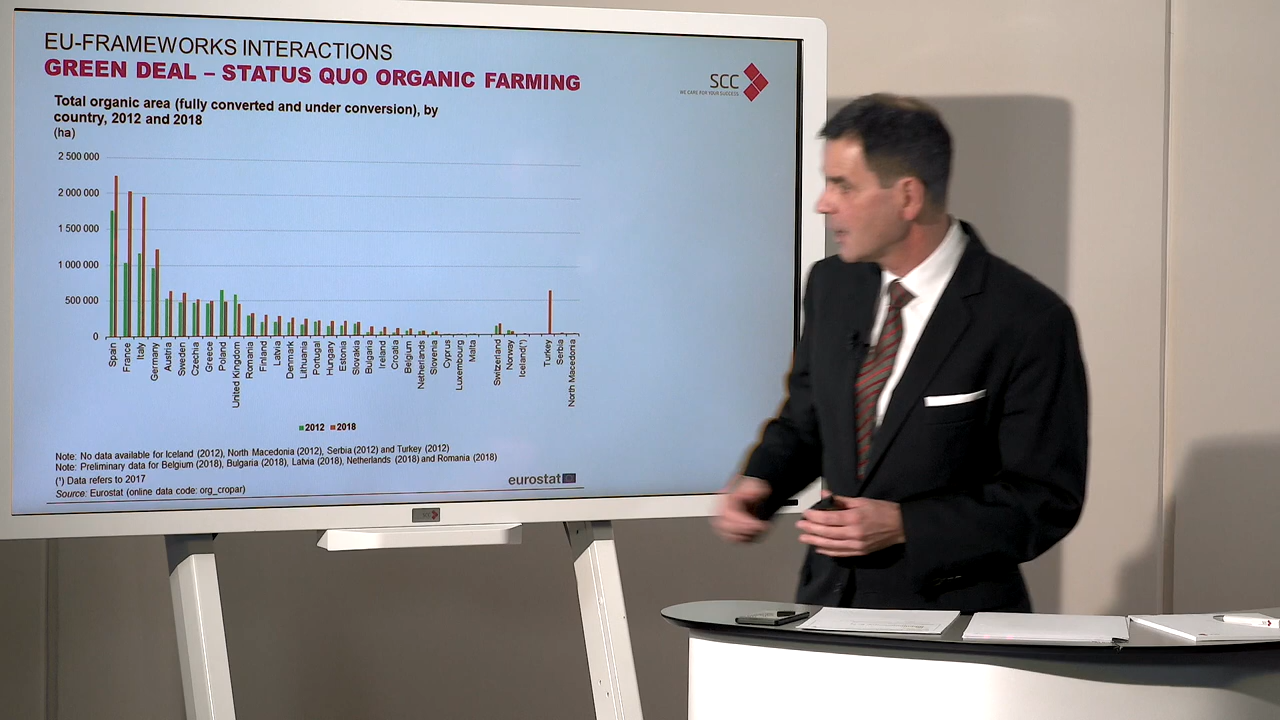 EU-FRAMEWORKS INTERACTIONS
GREEN DEAL – STATUS QUO ORGANIC FARMING
SCC
WE CARE FOR YOUR SUCCESS
Total organic area (fully converted and under conversion), by
country, 2012 and 2018
(ha)
2 500 000
2 000 000
1 500 000
1 000 000
500 000
0
Spain
France
Italy
Germany
Austria
Sweden
Czechia
Greece
Poland
United Kingdom
Romania
Finland
Latvia
Denmark
Lithuania
Portugal
Hungary
Estonia
Slovakia
Bulgaria
Ireland
Croatia
Belgium
Netherlands
Slovenia
Cyprus
Luxembourg
Malta
Switzerland
Norway
Iceland(¹)
Turkey
Serbia
North Macedonia
2012 2018
Note: No data available for Iceland (2012), North Macedonia (2012), Serbia (2012) and Turkey (2012)
Note: Preliminary data for Belgium (2018), Bulgaria (2018), Latvia (2018), Netherlands (2018) and Romania (2018)
(¹) Data refers to 2017
Source: Eurostat (online data code: org_cropar)
eurostat